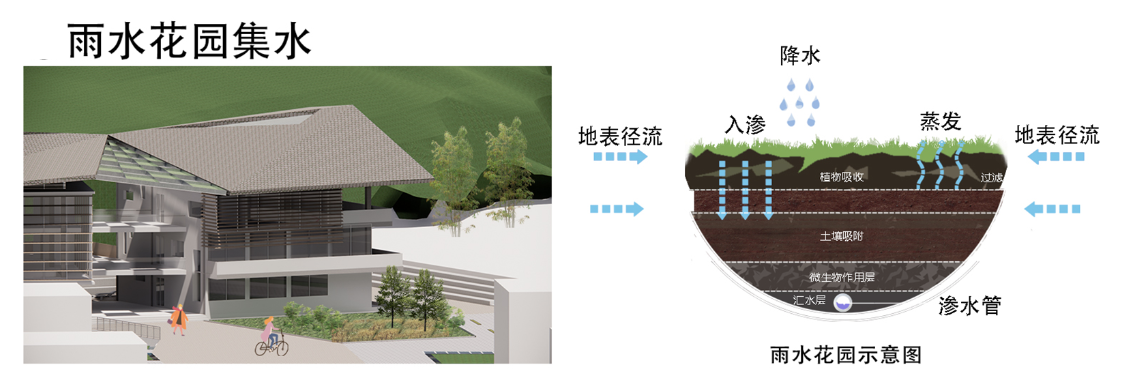 雨水花园集水
降水
入渗
蒸发
地表径流
地表径流
植物吸收
过滤
土壤吸附
微生物作用层
汇水层
渗水管
雨水花园示意图